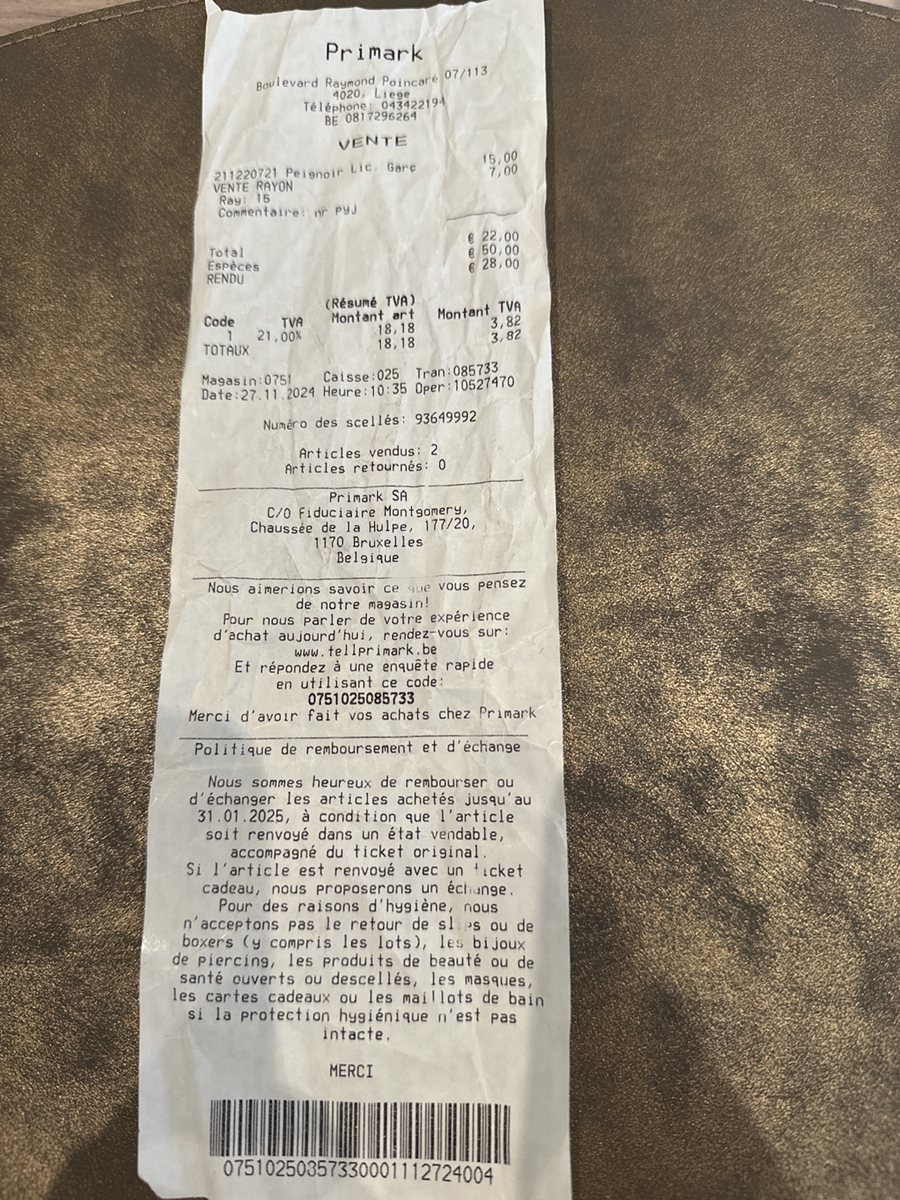 Primark
Boulevard Raymond Poincaré 07/113
4020, Liege
Téléphone: 043422194
BE 0817296264
VENTE
211220721 Peignoir Lic. Garç 15,00
VENTE RAYON 7,00
Ray: 15
Commentaire: nr pyj
Total € 22,00
Espèces € 50,00
RENDU € 28,00
(Résumé TVA)
Code TVA Montant art Montant TVA
1 21,00% 18,18 3,82
TOTAUX 18,18 3,82
Magasin:0751 Caisse:025 Tran:085733
Date:27.11.2024 Heure:10:35 Oper:10527470
Numéro des scellés: 93649992
Articles vendus: 2
Articles retournés: 0
Primark SA
C/O Fiduciaire Montgomery,
Chaussée de la Hulpe, 177/20,
1170 Bruxelles
Belgique
Nous aimerions savoir ce que vous pensez
de notre magasin!
Pour nous parler de votre expérience
d'achat aujourd'hui, rendez-vous sur:
www.tellprimark.be
Et répondez à une enquête rapide
en utilisant ce code:
0751025085733
Merci d'avoir fait vos achats chez Primark
Politique de remboursement et d'échange
Nous sommes heureux de rembourser ou
d'échanger les articles achetés jusqu'au
31.01.2025, à condition que l'article
soit renvoyé dans un état vendable,
accompagné du ticket original.
Si l'article est renvoyé avec un ticket
cadeau, nous proposerons un échange.
Pour des raisons d'hygiène, nous
n'acceptons pas le retour de slips ou de
boxers (y compris les lots), les bijoux
de piercing, les produits de beauté ou de
santé ouverts ou descellés, les masques,
les cartes cadeaux ou les maillots de bain
si la protection hygiénique n'est pas
intacte.
MERCI
07510250357330001112724004